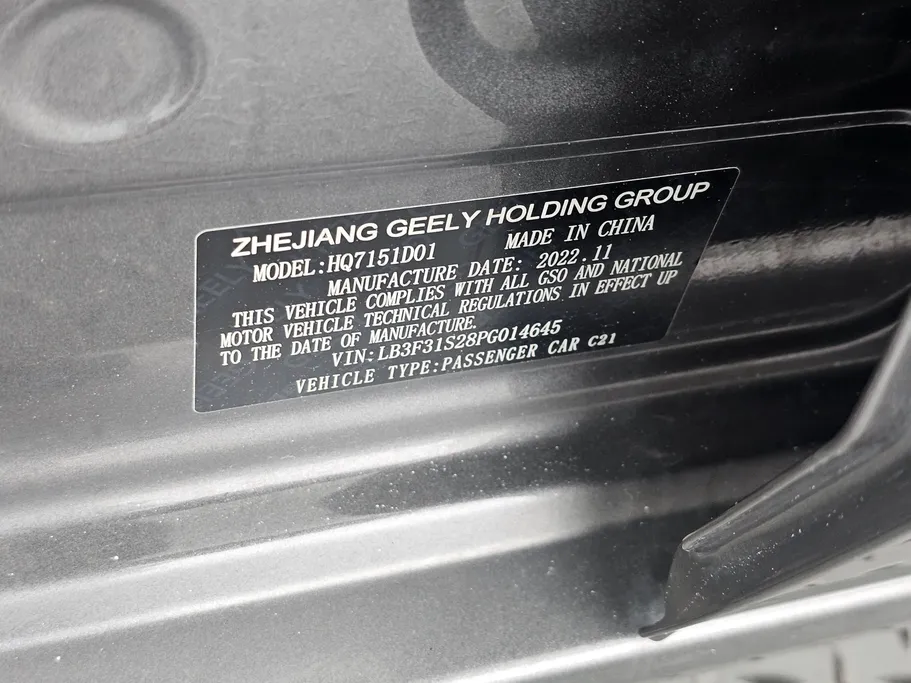 ZHEJIANG GEELY HOLDING GROUP
MODEL:HQ7151D01 MADE IN CHINA
MANUFACTURE DATE: 2022.11
THIS VEHICLE COMPLIES WITH ALL GSO AND NATIONAL
MOTOR VEHICLE TECHNICAL REGULATIONS IN EFFECT UP
TO THE DATE OF MANUFACTURE.
VIN:LB3F31S28PG014645
VEHICLE TYPE:PASSENGER CAR C21